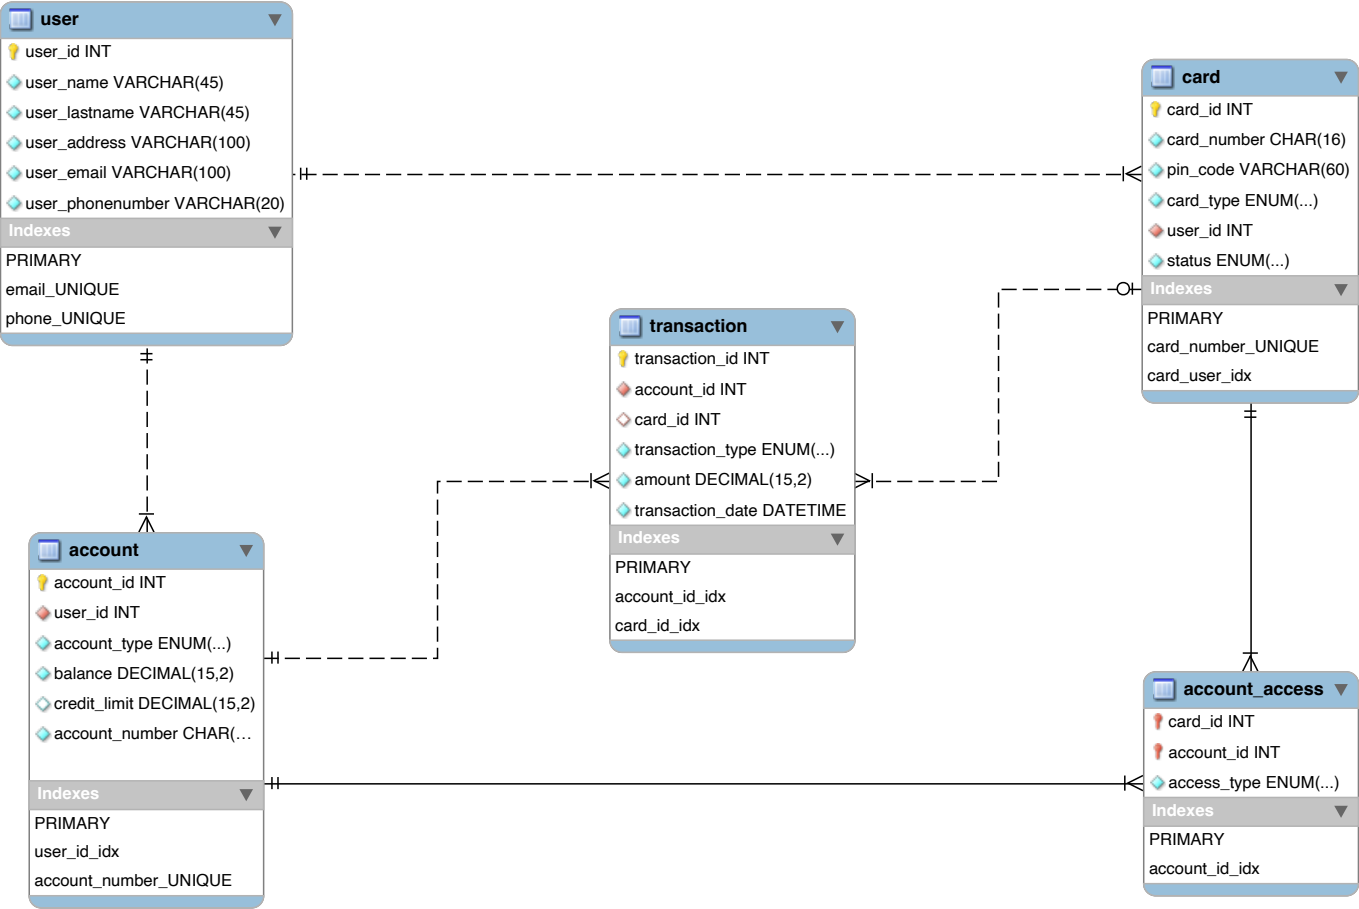 user
user_id INT
user_name VARCHAR(45)
user_lastname VARCHAR(45)
user_address VARCHAR(100)
user_email VARCHAR(100)
user_phonenumber VARCHAR(20)
Indexes
PRIMARY
email_UNIQUE
phone_UNIQUE
card
card_id INT
card_number CHAR(16)
pin_code VARCHAR(60)
card_type ENUM(...)
user_id INT
status ENUM(...)
Indexes
PRIMARY
card_number_UNIQUE
card_user_idx
transaction
transaction_id INT
account_id INT
card_id INT
transaction_type ENUM(...)
amount DECIMAL(15,2)
transaction_date DATETIME
Indexes
PRIMARY
account_id_idx
card_id_idx
account
account_id INT
user_id INT
account_type ENUM(...)
balance DECIMAL(15,2)
credit_limit DECIMAL(15,2)
account_number CHAR(...
Indexes
PRIMARY
user_id_idx
account_number_UNIQUE
account_access
card_id INT
account_id INT
access_type ENUM(...)
Indexes
PRIMARY
account_id_idx